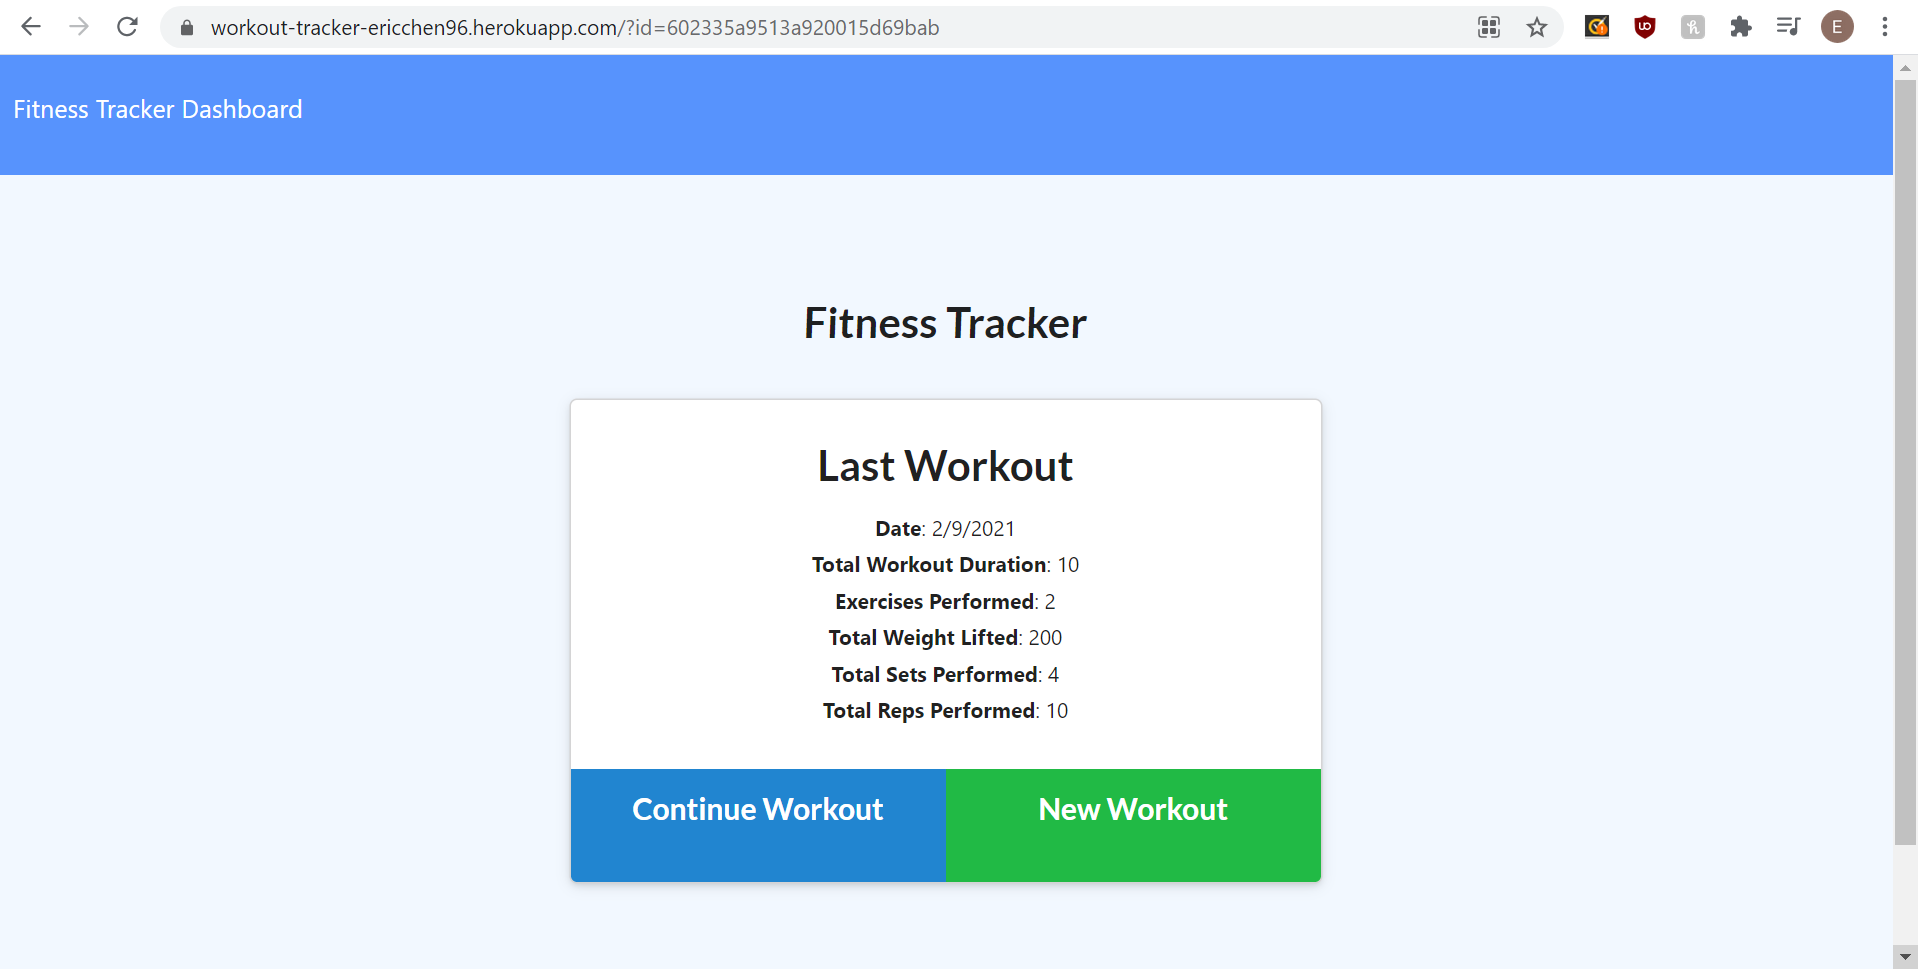 workout-tracker-ericchen96.herokuapp.com/?id=602335a9513a920015d69bab
E
Fitness Tracker Dashboard
Fitness Tracker
Last Workout
Date: 2/9/2021
Total Workout Duration: 10
Exercises Performed: 2
Total Weight Lifted: 200
Total Sets Performed: 4
Total Reps Performed: 10
Continue Workout
New Workout